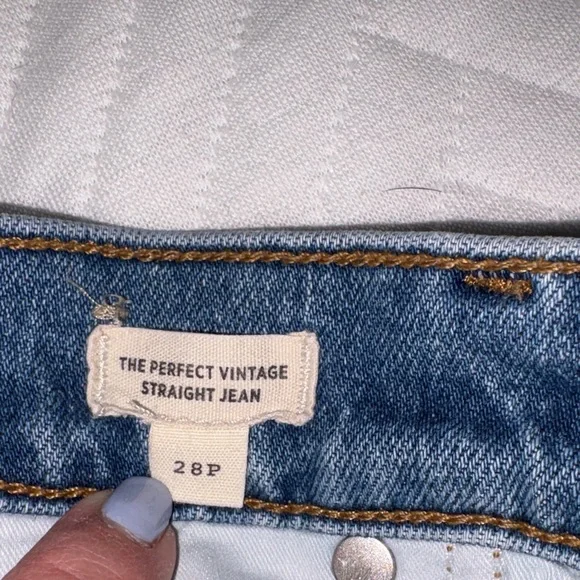 THE PERFECT VINTAGE
STRAIGHT JEAN
28P